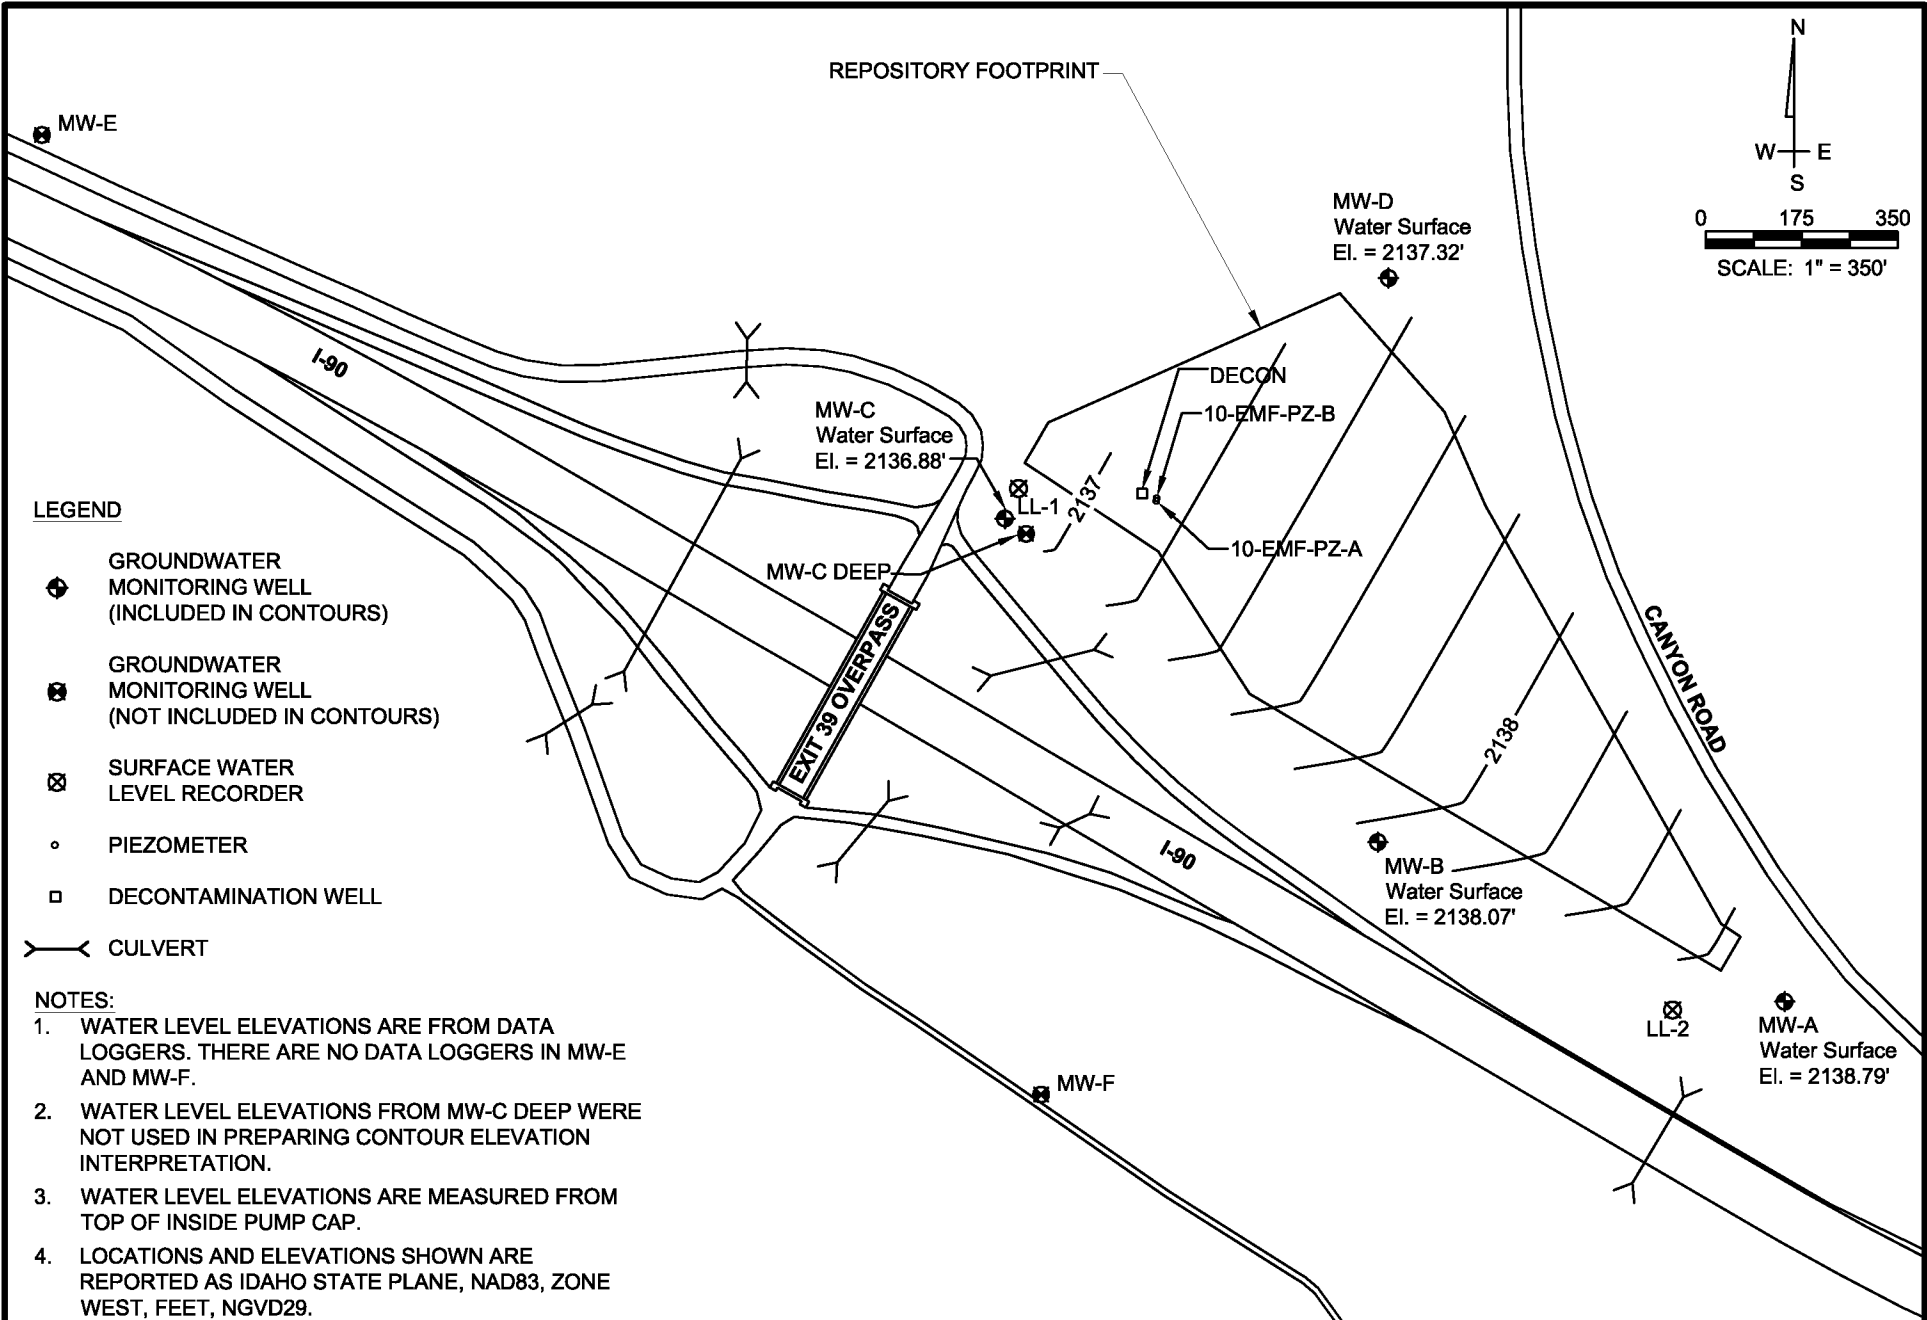 REPOSITORY FOOTPRINT
N
W E
S
0 175 350
SCALE: 1" = 350'
MW-E
MW-D
Water Surface
El. = 2137.32'
I-90
DECON
10-EMF-PZ-B
MW-C
Water Surface
El. = 2136.88'
LL-1
2137
10-EMF-PZ-A
MW-C DEEP
EXIT 39 OVERPASS
CANYON ROAD
2138
I-90
MW-B
Water Surface
El. = 2138.07'
LL-2
MW-A
Water Surface
El. = 2138.79'
MW-F
LEGEND
GROUNDWATER
MONITORING WELL
(INCLUDED IN CONTOURS)
GROUNDWATER
MONITORING WELL
(NOT INCLUDED IN CONTOURS)
SURFACE WATER
LEVEL RECORDER
PIEZOMETER
DECONTAMINATION WELL
CULVERT
NOTES:
1. WATER LEVEL ELEVATIONS ARE FROM DATA
LOGGERS. THERE ARE NO DATA LOGGERS IN MW-E
AND MW-F.
2. WATER LEVEL ELEVATIONS FROM MW-C DEEP WERE
NOT USED IN PREPARING CONTOUR ELEVATION
INTERPRETATION.
3. WATER LEVEL ELEVATIONS ARE MEASURED FROM
TOP OF INSIDE PUMP CAP.
4. LOCATIONS AND ELEVATIONS SHOWN ARE
REPORTED AS IDAHO STATE PLANE, NAD83, ZONE
WEST, FEET, NGVD29.